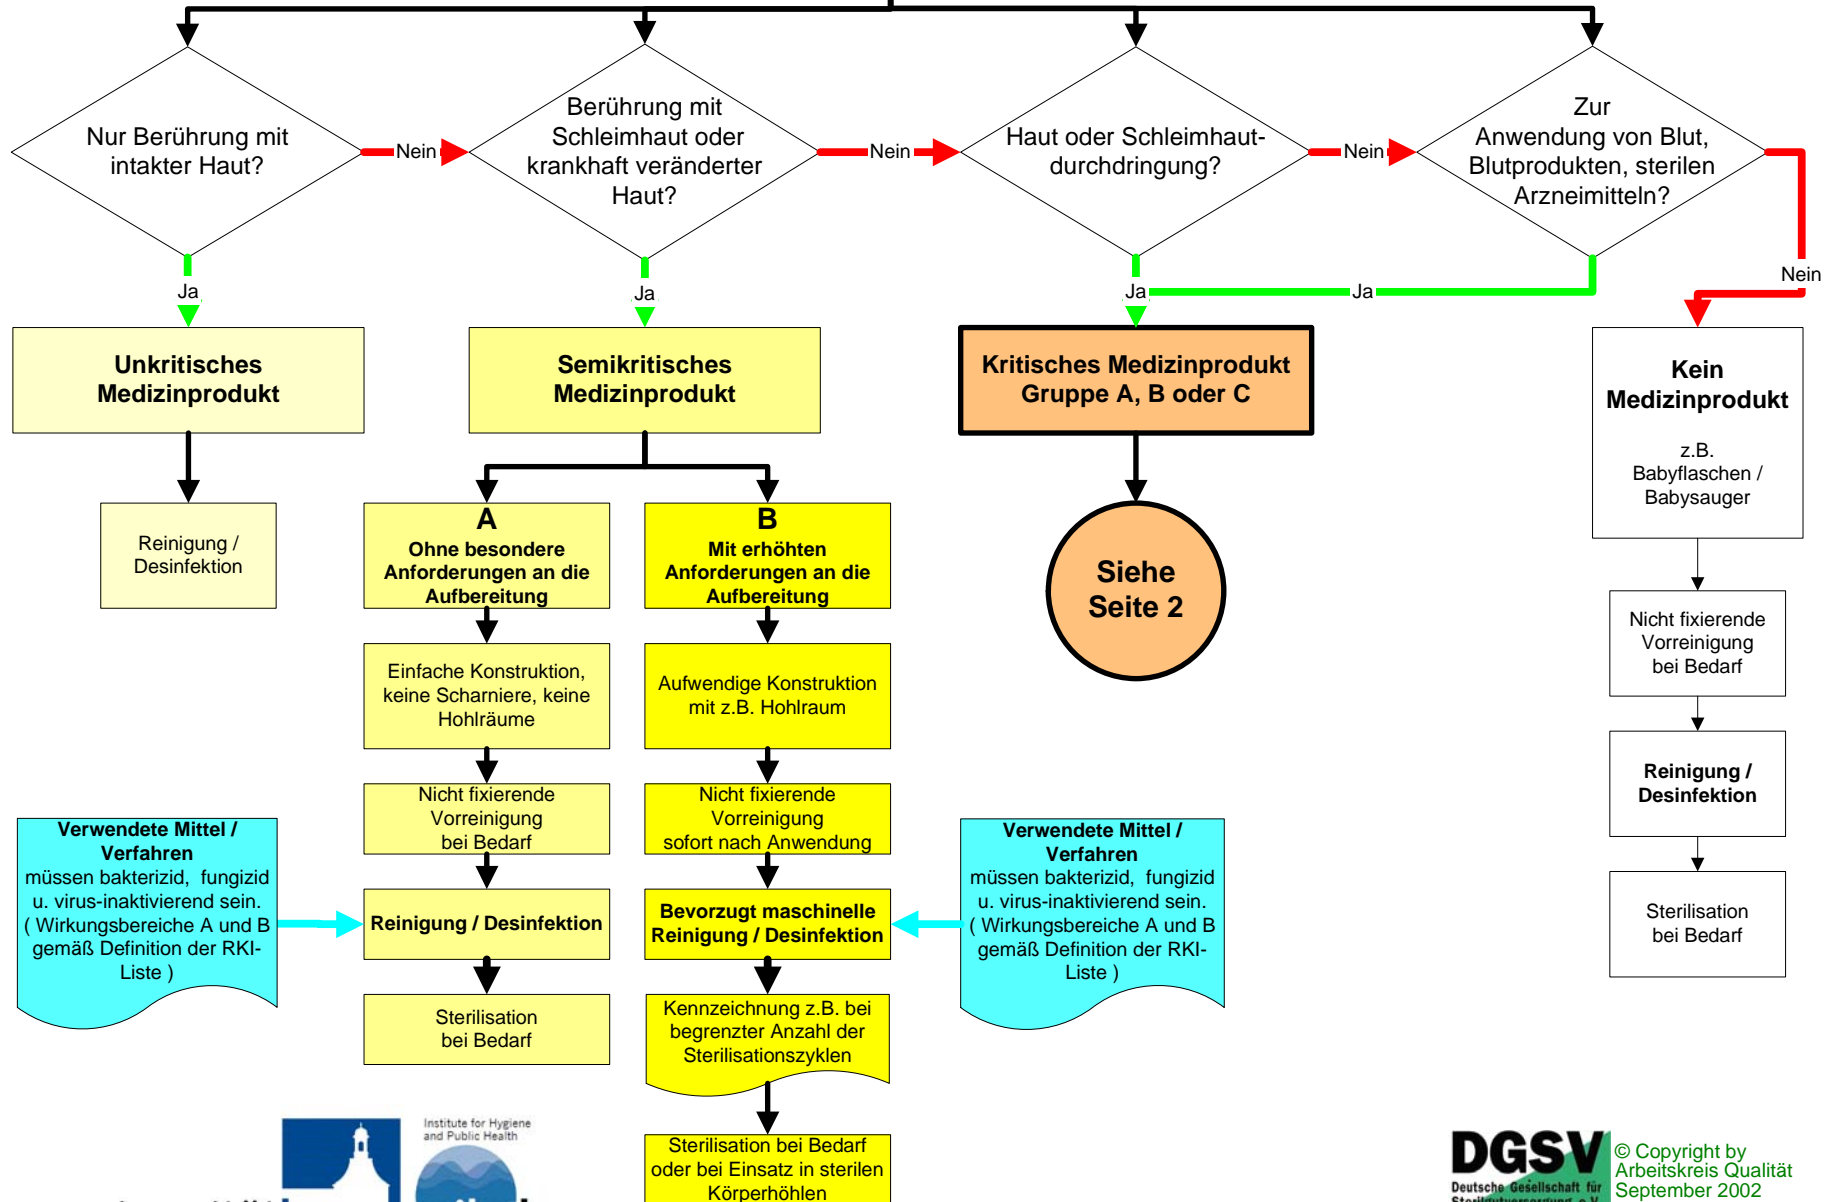 Nur Berührung mit
intakter Haut?
Nein
Berührung mit
Schleimhaut oder
krankhaft veränderter
Haut?
Nein
Haut oder Schleimhaut-
durchdringung?
Nein
Zur
Anwendung von Blut,
Blutprodukten, sterilen
Arzneimitteln?
Nein
Ja
Ja
Ja
Ja
Unkritisches
Medizinprodukt
Semikritisches
Medizinprodukt
Kritisches Medizinprodukt
Gruppe A, B oder C
Kein
Medizinprodukt
z.B.
Babyflaschen /
Babysauger
Reinigung /
Desinfektion
A
Ohne besondere
Anforderungen an die
Aufbereitung
B
Mit erhöhten
Anforderungen an die
Aufbereitung
Siehe
Seite 2
Einfache Konstruktion,
keine Scharniere, keine
Hohlräume
Aufwendige Konstruktion
mit z.B. Hohlraum
Nicht fixierende
Vorreinigung
bei Bedarf
Nicht fixierende
Vorreinigung
bei Bedarf
Nicht fixierende
Vorreinigung
sofort nach Anwendung
Reinigung /
Desinfektion
Verwendete Mittel /
Verfahren
müssen bakterizid, fungizid
u. virus-inaktivierend sein.
( Wirkungsbereiche A und B
gemäß Definition der RKI-
Liste )
Reinigung / Desinfektion
Bevorzugt maschinelle
Reinigung / Desinfektion
Verwendete Mittel /
Verfahren
müssen bakterizid, fungizid
u. virus-inaktivierend sein.
( Wirkungsbereiche A und B
gemäß Definition der RKI-
Liste )
Sterilisation
bei Bedarf
Sterilisation
bei Bedarf
Kennzeichnung z.B. bei
begrenzter Anzahl der
Sterilisationszyklen
Sterilisation bei Bedarf
oder bei Einsatz in sterilen
Körperhöhlen
Institute for Hygiene
and Public Health
DGSV
Deutsche Gesellschaft für
Sterilgutversorgung e.V.
© Copyright by
Arbeitskreis Qualität
September 2002